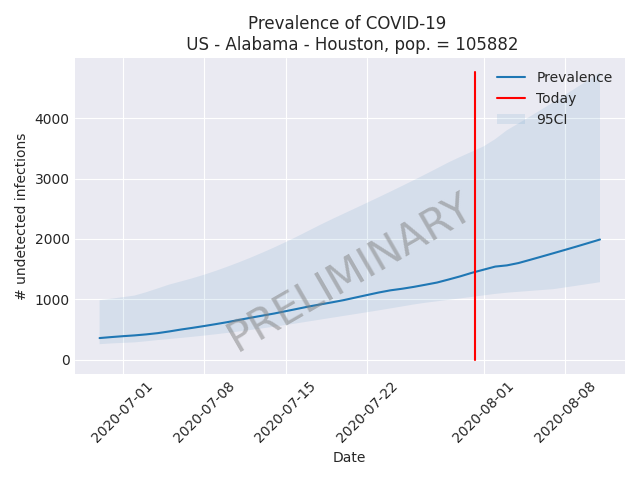 Prevalence of COVID-19
US - Alabama - Houston, pop. = 105882
Prevalence
Today
95CI
# undetected infections
4000
3000
2000
1000
0
PRELIMINARY
2020-07-01
2020-07-08
2020-07-15
2020-07-22
2020-08-01
2020-08-08
Date